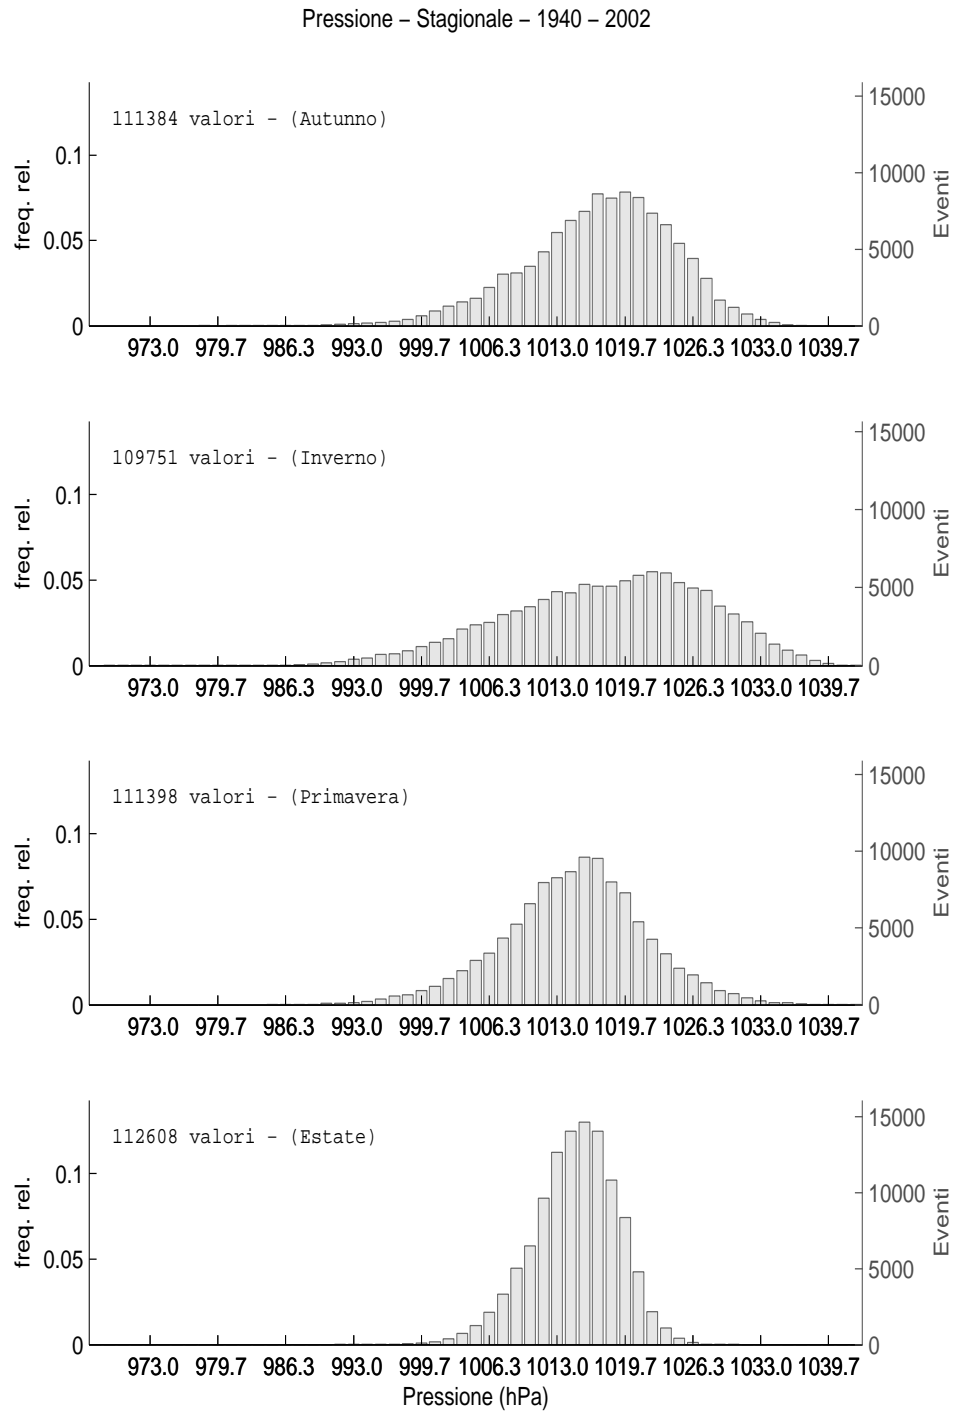 Pressione – Stagionale – 1940 – 2002
111384 valori – (Autunno)
freq. rel.
0.1
0.05
0
15000
10000
5000
0
Eventi
973.0 979.7 986.3 993.0 999.7 1006.3 1013.0 1019.7 1026.3 1033.0 1039.7
109751 valori – (Inverno)
freq. rel.
0.1
0.05
0
15000
10000
5000
0
Eventi
973.0 979.7 986.3 993.0 999.7 1006.3 1013.0 1019.7 1026.3 1033.0 1039.7
111398 valori – (Primavera)
freq. rel.
0.1
0.05
0
15000
10000
5000
0
Eventi
973.0 979.7 986.3 993.0 999.7 1006.3 1013.0 1019.7 1026.3 1033.0 1039.7
112608 valori – (Estate)
freq. rel.
0.1
0.05
0
15000
10000
5000
0
Eventi
973.0 979.7 986.3 993.0 999.7 1006.3 1013.0 1019.7 1026.3 1033.0 1039.7
Pressione (hPa)